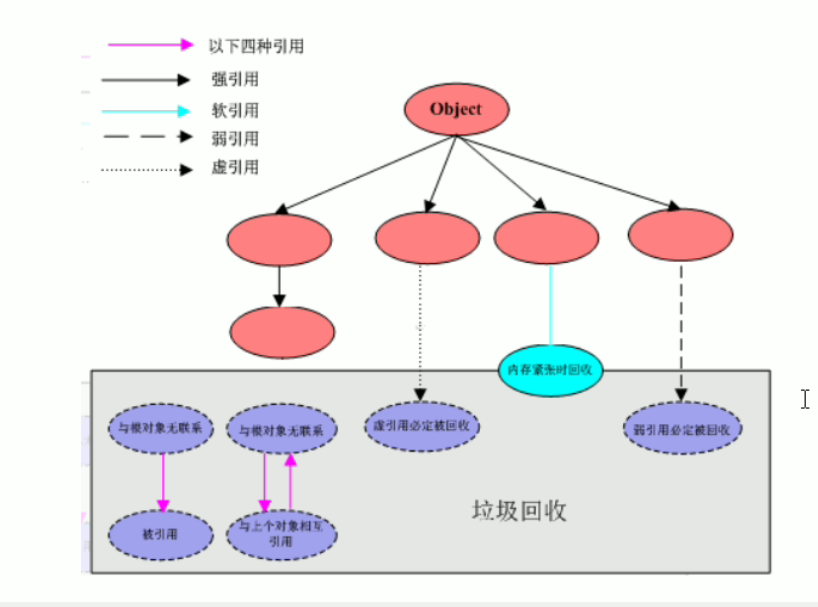 以下四种引用
强引用
软引用
弱引用
虚引用
Object
内存紧张时回收
与根对象无联系
与根对象无联系
虚引用必定被回收
弱引用必定被回收
被引用
与上个对象相互
引用
垃圾回收